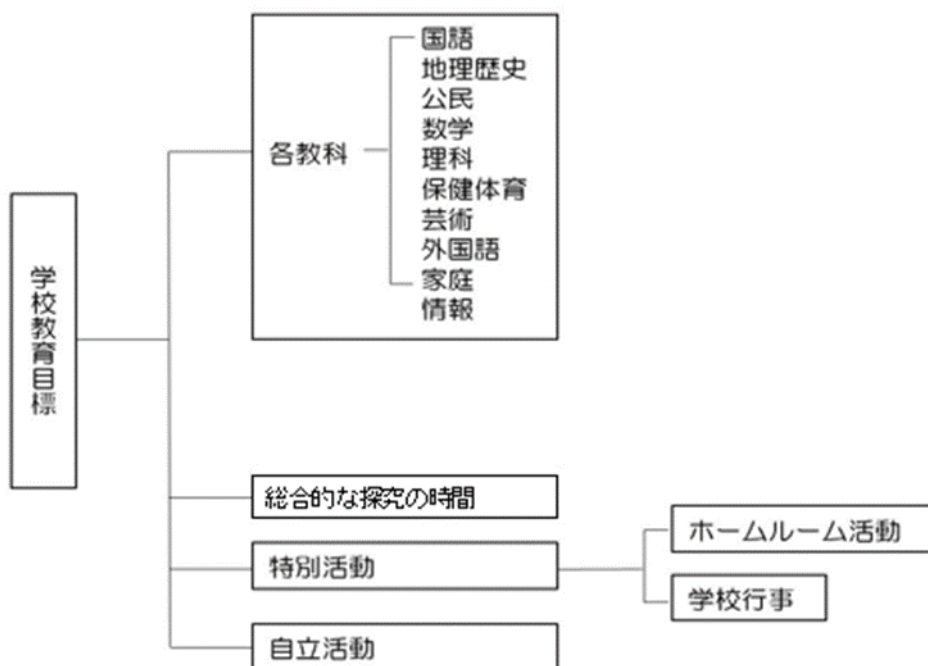 学校教育目標
各教科
国語
地理歴史
公民
数学
理科
保健体育
芸術
外国語
家庭
情報
総合的な探究の時間
特別活動
ホームルーム活動
学校行事
自立活動